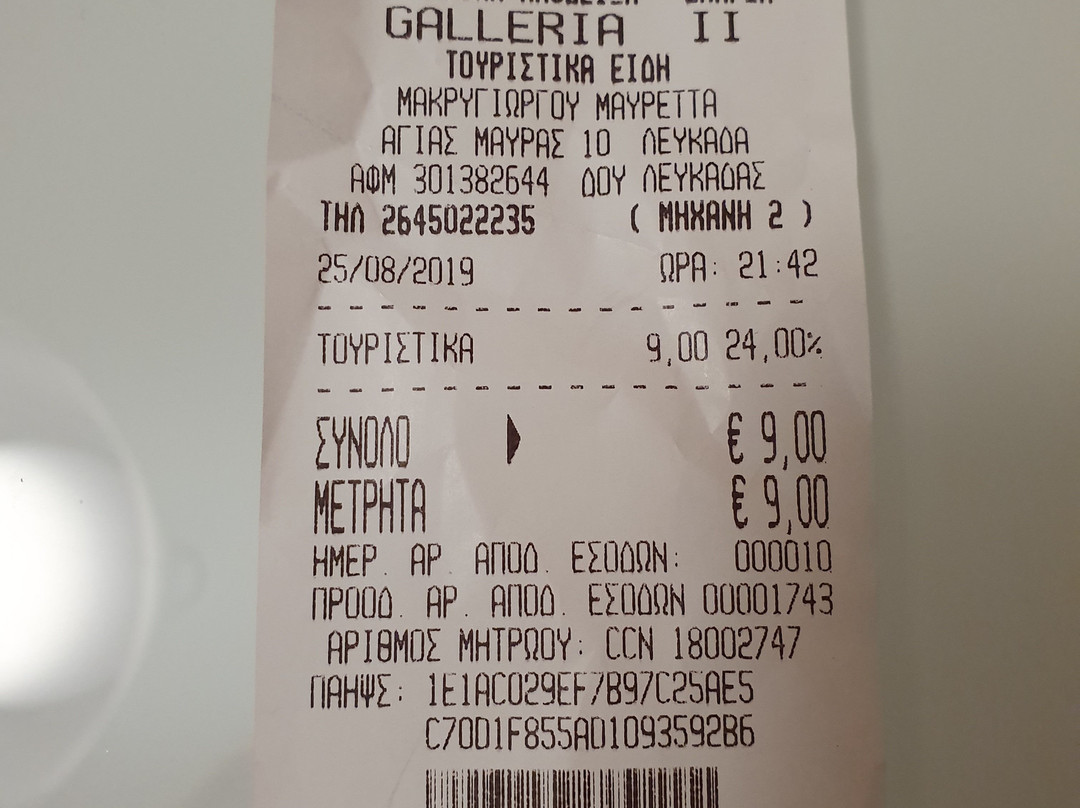 GALLERIA II
ΤΟΥΡΙΣΤΙΚΑ ΕΙΔΗ
ΜΑΚΡΥΓΙΩΡΓΟΥ ΜΑΥΡΕΤΤΑ
ΑΓΙΑΣ ΜΑΥΡΑΣ 10 ΛΕΥΚΑΔΑ
ΑΦΜ 301382644 ΔΟΥ ΛΕΥΚΑΔΑΣ
ΤΗΛ 2645022235 ( ΜΗΧΑΝΗ 2 )
25/08/2019 ΩΡΑ: 21:42
ΤΟΥΡΙΣΤΙΚΑ 9,00 24,00%
ΣΥΝΟΛΟ € 9,00
ΜΕΤΡΗΤΑ € 9,00
ΗΜΕΡ. ΑΡ. ΑΠΟΔ. ΕΣΟΔΩΝ: 000010
ΠΡΟΟΔ. ΑΡ. ΑΠΟΔ. ΕΣΟΔΩΝ 00001743
ΑΡΙΘΜΟΣ ΜΗΤΡΩΟΥ: CCN 18002747
ΠΑΗΨΣ: 1E1AC029EF7B97C25AE5
C70D1F855AD1093592B6